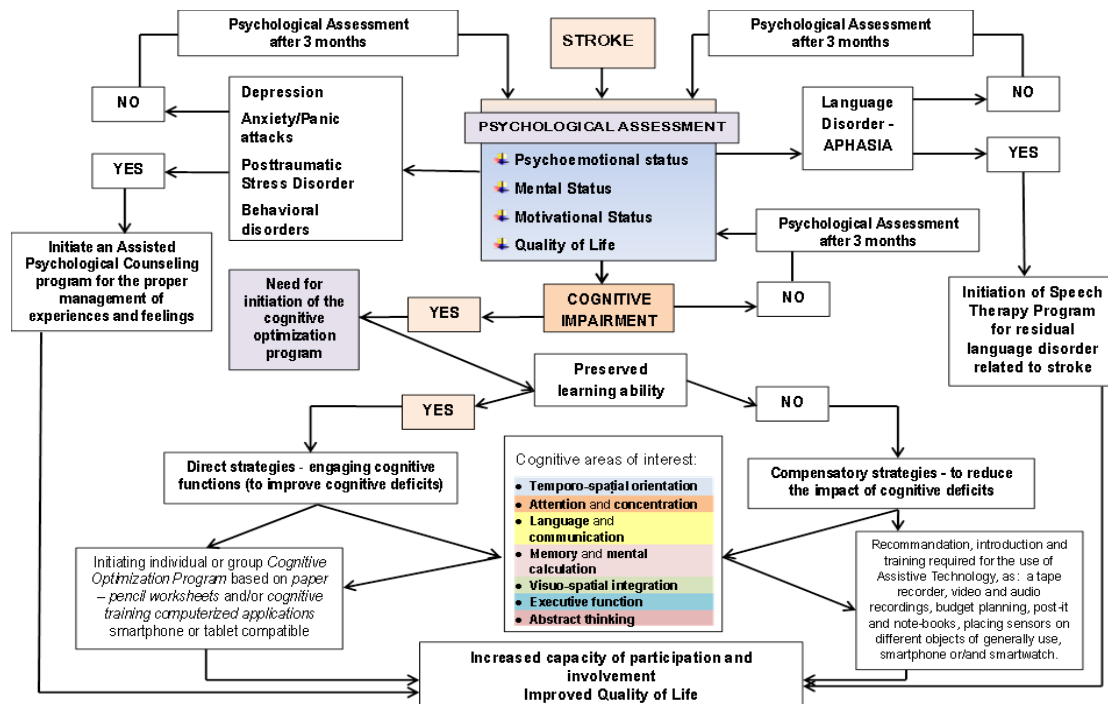 Psychological Assessment
after 3 months
STROKE
Psychological Assessment
after 3 months
NO
Depression
Anxiety/Panic
attacks
Posttraumatic
Stress Disorder
Behavioral
disorders
PSYCHOLOGICAL ASSESSMENT
Psychoemotional status
Mental Status
Motivational Status
Quality of Life
Language
Disorder -
APHASIA
NO
YES
YES
Psychological Assessment
after 3 months
Initiate an Assisted
Psychological Counseling
program for the proper
management of
experiences and feelings
Need for
initiation of the
cognitive
optimization
program
YES
COGNITIVE
IMPAIRMENT
NO
Initiation of Speech
Therapy Program
for residual
language disorder
related to stroke
Preserved
learning ability
YES
NO
Direct strategies - engaging cognitive
functions (to improve cognitive deficits)
Cognitive areas of interest:
• Temporo-spațial orientation
• Attention and concentration
• Language and
communication
• Memory and mental
calculation
• Visuo-spatial integration
• Executive function
• Abstract thinking
Compensatory strategies - to reduce
the impact of cognitive deficits
Initiating individual or group Cognitive
Optimization Program based on paper
– pencil worksheets and/or cognitive
training computerized applications
smartphone or tablet compatible
Recommandation, introduction and
training required for the use of
Assistive Technology, as: a tape
recorder, video and audio
recordings, budget planning, post-it
and note-books, placing sensors on
different objects of generally use,
smartphone or/and smartwatch.
Increased capacity of participation and
involvement
Improved Quality of Life